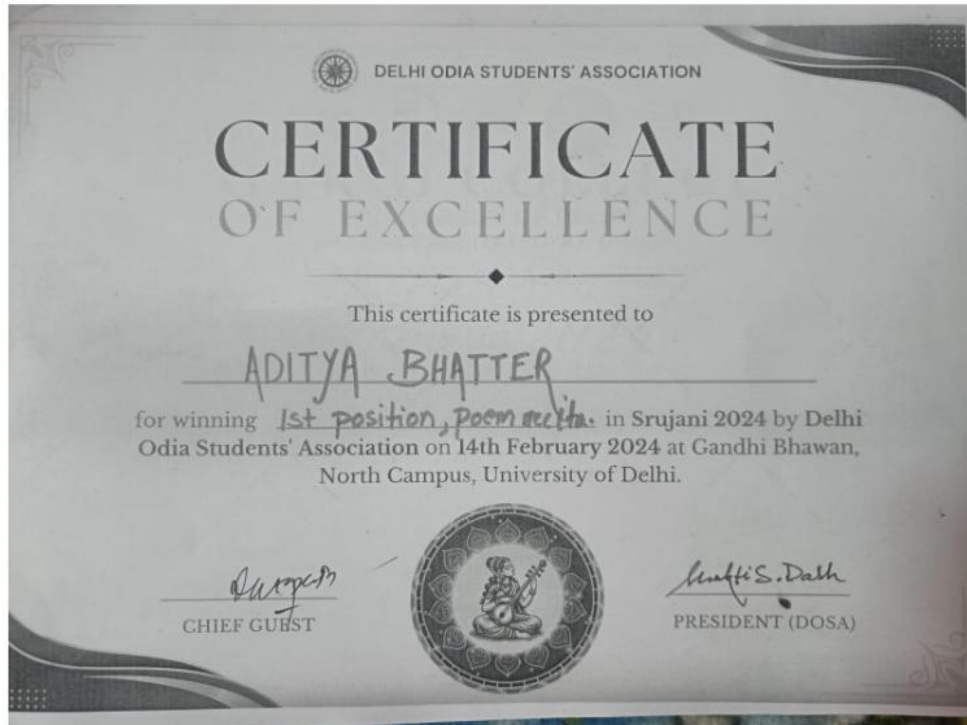 DELHI ODIA STUDENTS' ASSOCIATION
CERTIFICATE
OF EXCELLENCE
This certificate is presented to
ADITYA BHATTER
for winning 1st position, poem recita. in Srujani 2024 by Delhi
Odia Students' Association on 14th February 2024 at Gandhi Bhawan,
North Campus, University of Delhi.
S. Dash
CHIEF GUEST
PRESIDENT (DOSA)